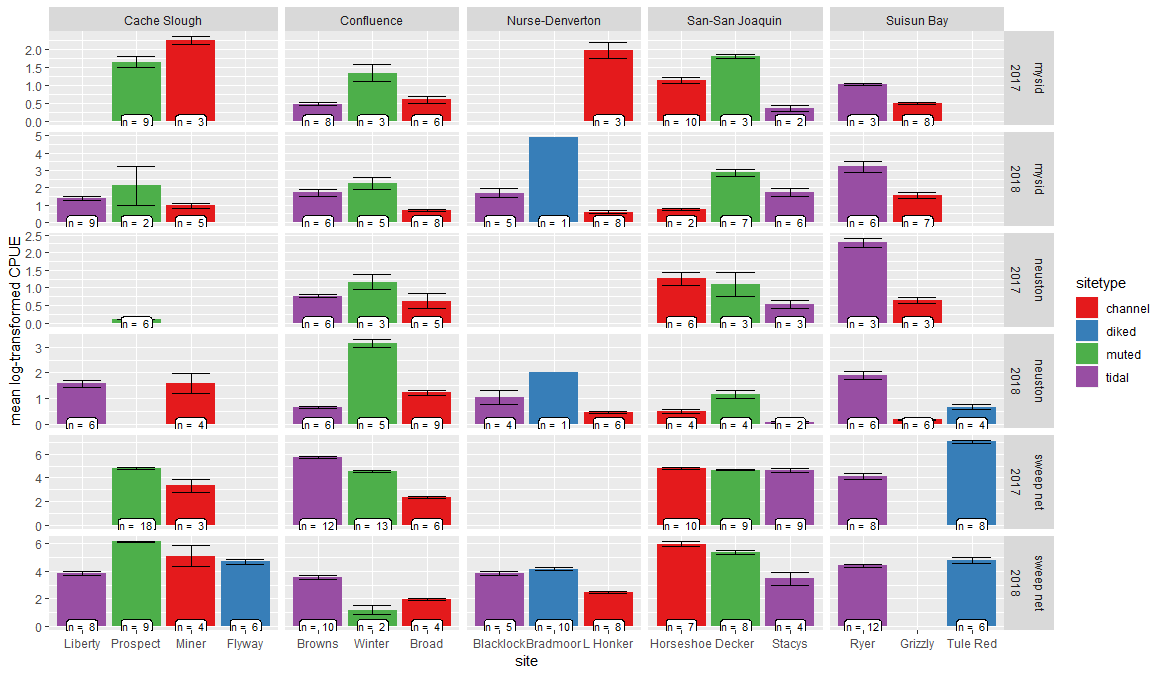 Cache Slough Confluence Nurse-Denverton San-San Joaquin Suisun Bay
2.0
1.5
1.0
0.5
0.0
n = 9 n = 3 n = 8 n = 3 n = 6 n = 3 n = 10 n = 3 n = 2 n = 3 n = 8
mysid
2017
5
4
3
2
1
0
n = 9 n = 2 n = 5 n = 6 n = 5 n = 8 n = 5 n = 1 n = 8 n = 2 n = 7 n = 6 n = 6 n = 7
mysid
2018
2.5
2.0
1.5
1.0
0.5
0.0
n = 6 n = 6 n = 3 n = 5 n = 6 n = 3 n = 3 n = 3 n = 3
neuston
2017
3
2
1
0
n = 6 n = 4 n = 6 n = 5 n = 9 n = 4 n = 1 n = 6 n = 4 n = 4 n = 2 n = 6 n = 6 n = 4
neuston
2018
6
4
2
0
n = 18 n = 3 n = 12 n = 13 n = 6 n = 10 n = 9 n = 9 n = 8 n = 8
sweep net
2017
6
4
2
0
n = 8 n = 9 n = 4 n = 6 n = 10 n = 2 n = 4 n = 5 n = 10 n = 6 n = 7 n = 8 n = 4 n = 12 n = 6
sweep net
2018
Liberty Prospect Miner Flyway Browns Winter Broad Blacklock Bradmoor L Honker Horseshoe Decker Stacys Ryer Grizzly Tule Red
site
mean log-transformed CPUE
sitetype
channel
diked
muted
tidal